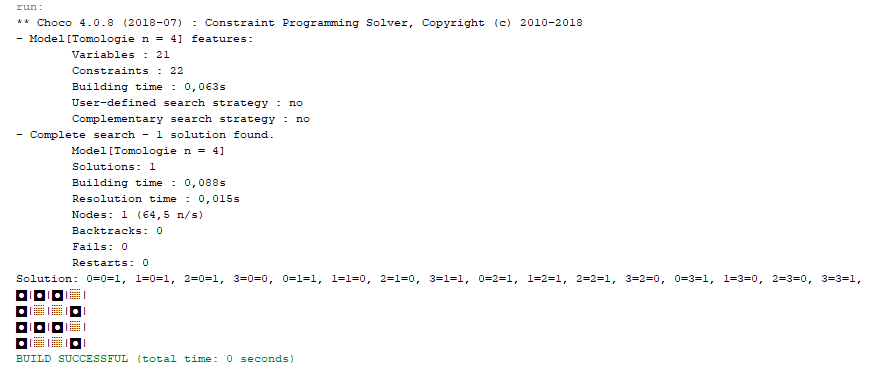 run:
** Choco 4.0.8 (2018-07) : Constraint Programming Solver, Copyright (c) 2010-2018
- Model[Tomologie n = 4] features:
Variables : 21
Constraints : 22
Building time : 0,063s
User-defined search strategy : no
Complementary search strategy : no
- Complete search - 1 solution found.
Model[Tomologie n = 4]
Solutions: 1
Building time : 0,088s
Resolution time : 0,015s
Nodes: 1 (64,5 n/s)
Backtracks: 0
Fails: 0
Restarts: 0
Solution: 0=0=1, 1=0=1, 2=0=1, 3=0=0, 0=1=1, 1=1=0, 2=1=0, 3=1=1, 0=2=1, 1=2=1, 2=2=1, 3=2=0, 0=3=1, 1=3=0, 2=3=0, 3=3=1,
◘|◘|◘|▒|
◘|▒|▒|◘|
◘|◘|◘|▒|
◘|▒|▒|◘|
BUILD SUCCESSFUL (total time: 0 seconds)